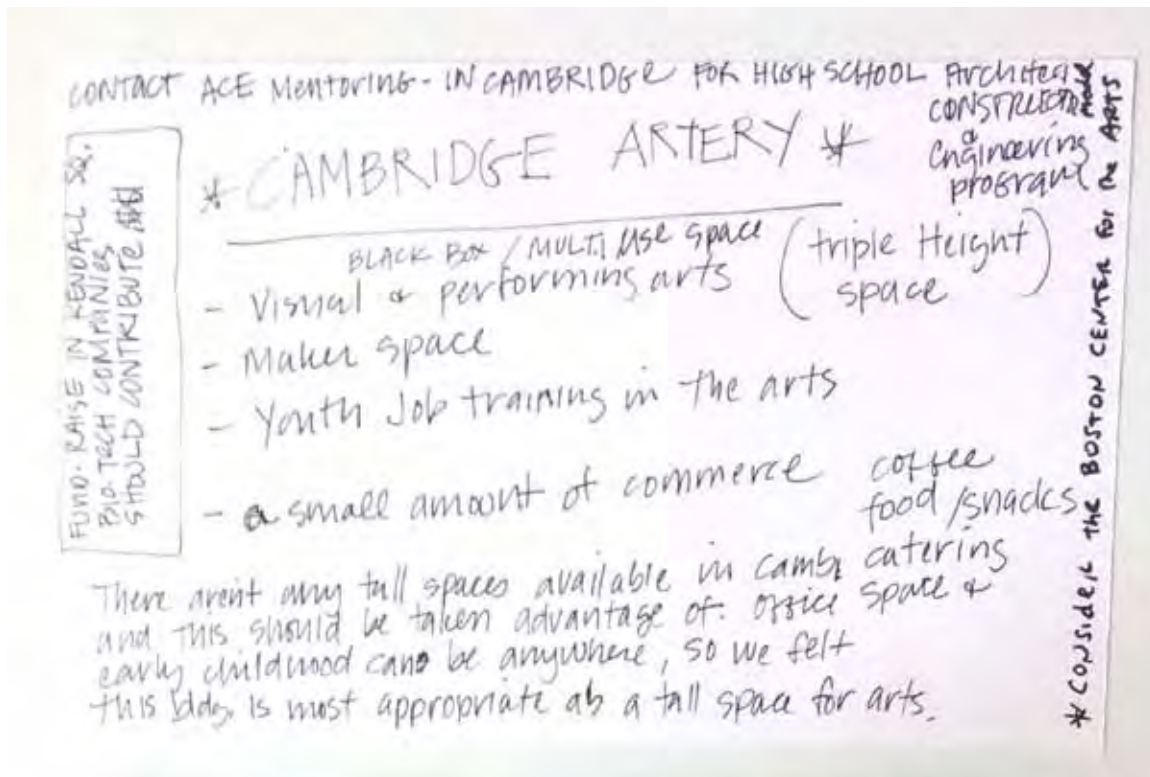 CONTACT ACE Mentoring - IN CAMBRIDGE FOR HIGH SCHOOL Architect
CONSTRUCTION
&
Engineering
program
* CAMBRIDGE ARTERY *
BLACK BOX / MULTI USE space
- Visual & performing arts
(triple Height)
space
- Maker space
- Youth Job training in the arts
- a small amount of commerce
coffee
food / snacks
catering
There arent any tall spaces available in Camb.
and THIS should be taken advantage of. Office space &
early childhood can be anywhere, so we felt
this bldg. is most appropriate as a tall space for arts.
FUND-RAISE IN KENDALL SQ.
BIO-TECH COMPANIES
SHOULD CONTRIBUTE
* CONSIDER the BOSTON CENTER for the ARTS
model